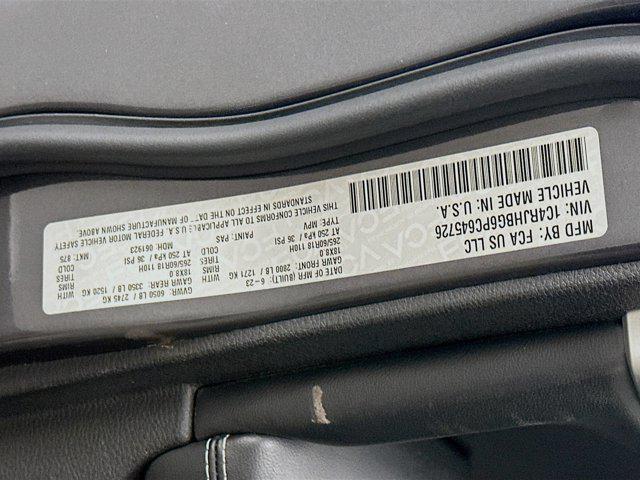 MFD BY: FCA US LLC
VIN: 1C4RJHBG6PC645726
VEHICLE MADE IN: U.S.A.
DATE OF MFR (BUILT): 6-23
GAWR FRONT: 2800 LB / 1271 KG
18X8.0
265/60R18 110H
AT 250 kPa / 36 PSI
TYPE: MPV
GVWR: 6050 LB / 2745 KG
GAWR REAR: 3350 LB / 1520 KG
WITH RIMS 18X8.0
TIRES 265/60R18 110H
COLD AT 250 kPa / 36 PSI
PAINT: PAS
MDH: 061923
MKT: 975
THIS VEHICLE CONFORMS TO ALL APPLICABLE U.S.A. FEDERAL MOTOR VEHICLE SAFETY
STANDARDS IN EFFECT ON THE DATE OF MANUFACTURE SHOWN ABOVE.